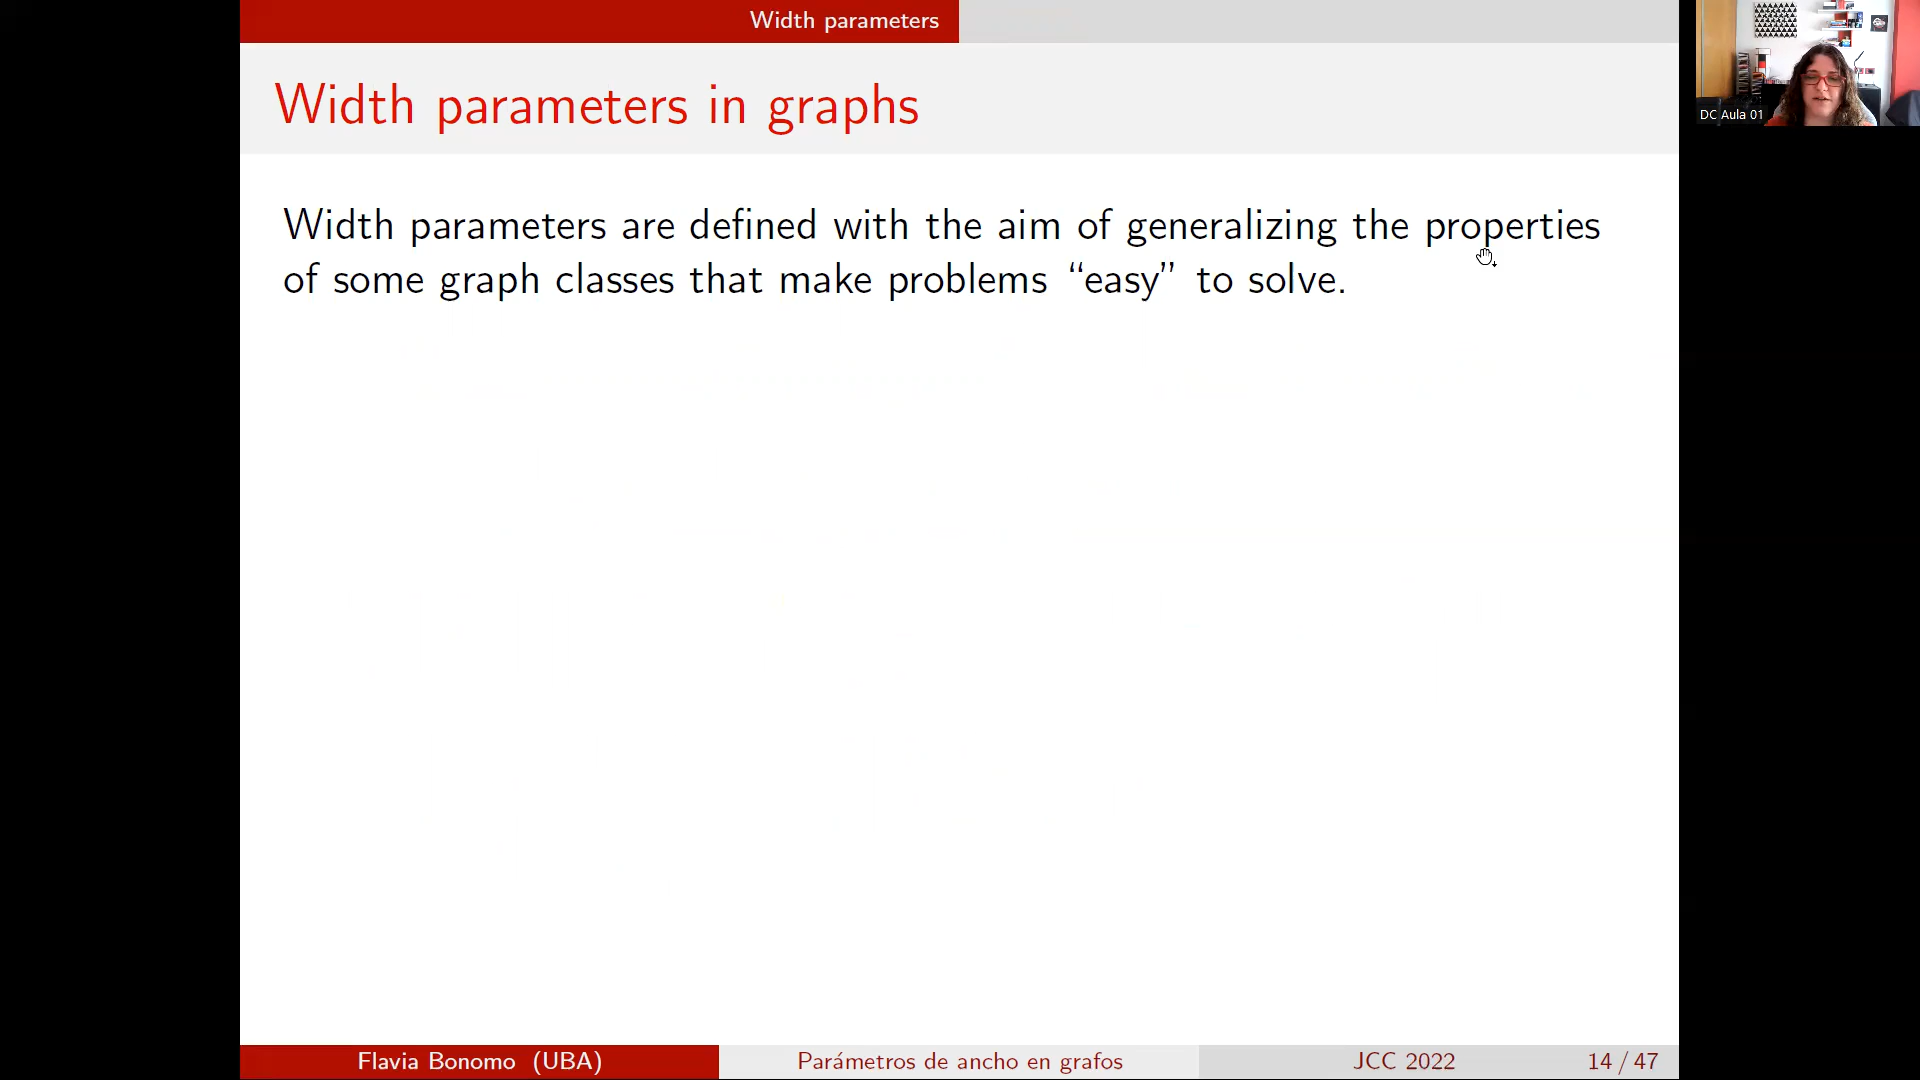 Width parameters
DC Aula 01
Width parameters in graphs
Width parameters are defined with the aim of generalizing the properties
of some graph classes that make problems “easy” to solve.
Flavia Bonomo (UBA)
Parámetros de ancho en grafos
JCC 2022
14 / 47